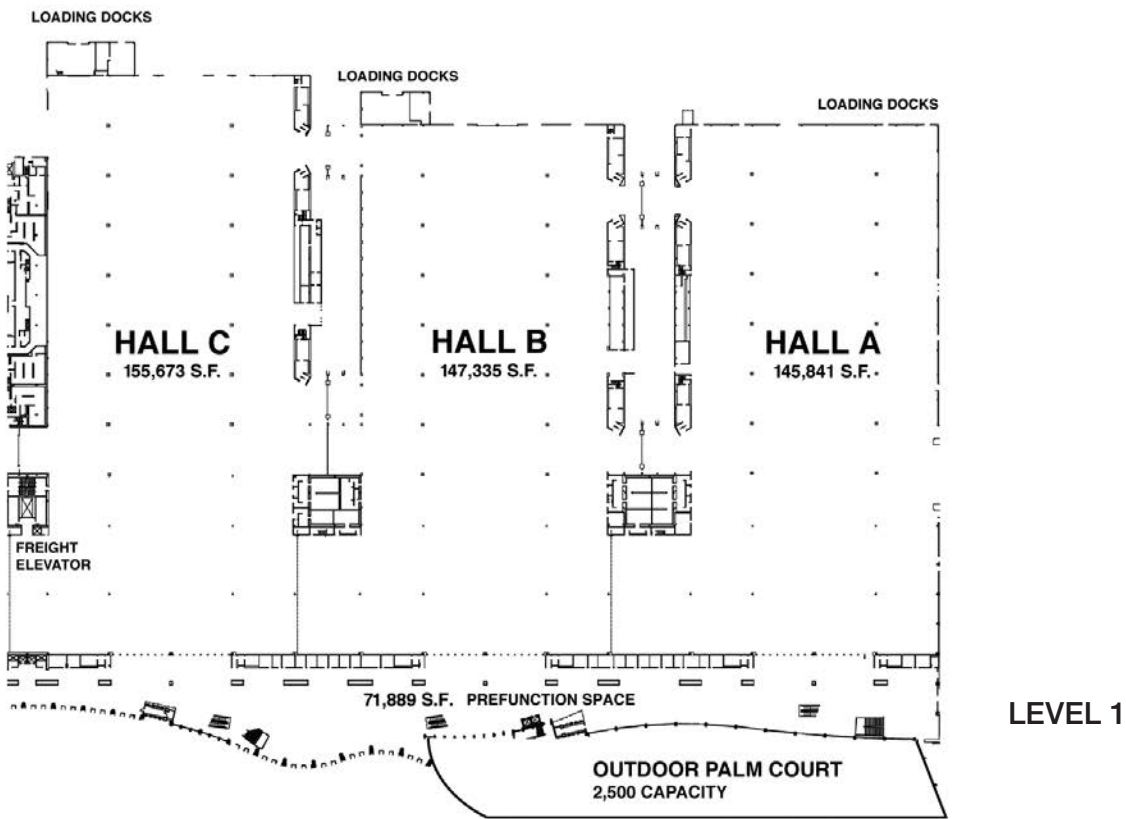 LOADING DOCKS
LOADING DOCKS
LOADING DOCKS
HALL C
155,673 S.F.
HALL B
147,335 S.F.
HALL A
145,841 S.F.
FREIGHT
ELEVATOR
71,889 S.F. PREFUNCTION SPACE
LEVEL 1
OUTDOOR PALM COURT
2,500 CAPACITY